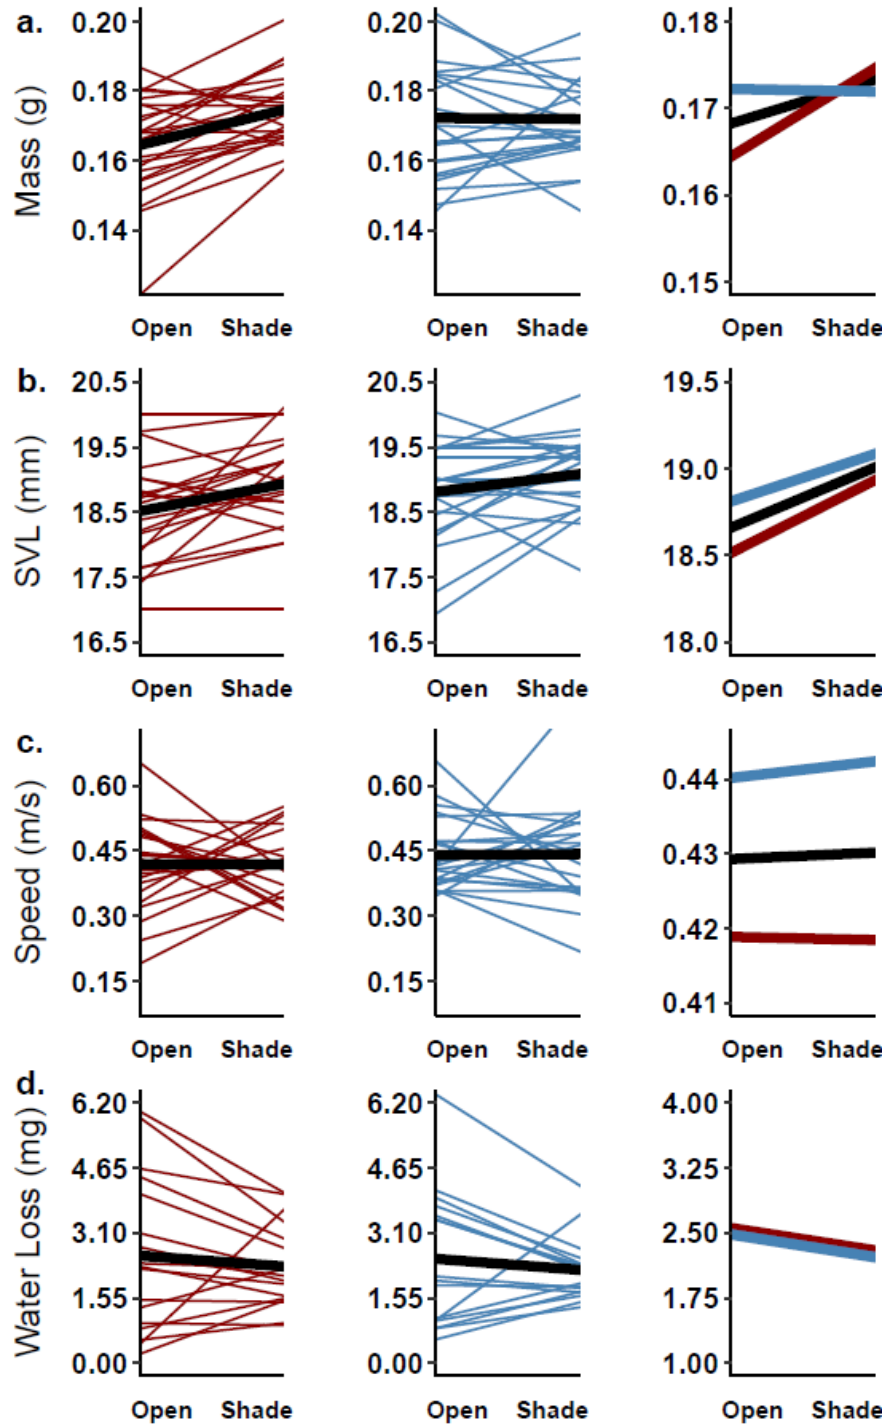 a.
Mass (g)
0.20 0.20 0.18
0.18 0.18 0.17
0.16 0.16 0.16
0.14 0.14 0.15
Open Shade Open Shade Open Shade
b.
SVL (mm)
20.5 20.5 19.5
19.5 19.5 19.0
18.5 18.5 18.5
17.5 17.5 18.0
16.5 16.5
Open Shade Open Shade Open Shade
c.
Speed (m/s)
0.60 0.60 0.44
0.45 0.45 0.43
0.30 0.30 0.42
0.15 0.15 0.41
Open Shade Open Shade Open Shade
d.
Water Loss (mg)
6.20 6.20 4.00
4.65 4.65 3.25
3.10 3.10 2.50
1.55 1.55 1.75
0.00 0.00 1.00
Open Shade Open Shade Open Shade